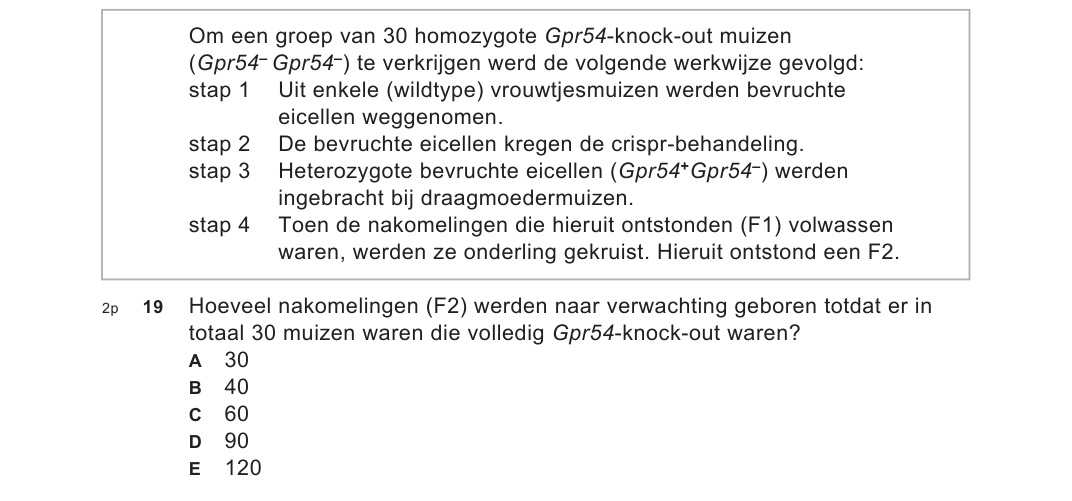 Om een groep van 30 homozygote Gpr54-knock-out muizen
(Gpr54– Gpr54–) te verkrijgen werd de volgende werkwijze gevolgd:
stap 1 Uit enkele (wildtype) vrouwtjesmuizen werden bevruchte
eicellen weggenomen.
stap 2 De bevruchte eicellen kregen de crispr-behandeling.
stap 3 Heterozygote bevruchte eicellen (Gpr54+Gpr54–) werden
ingebracht bij draagmoedermuizen.
stap 4 Toen de nakomelingen die hieruit ontstonden (F1) volwassen
waren, werden ze onderling gekruist. Hieruit ontstond een F2.
2p 19 Hoeveel nakomelingen (F2) werden naar verwachting geboren totdat er in
totaal 30 muizen waren die volledig Gpr54-knock-out waren?
A 30
B 40
C 60
D 90
E 120